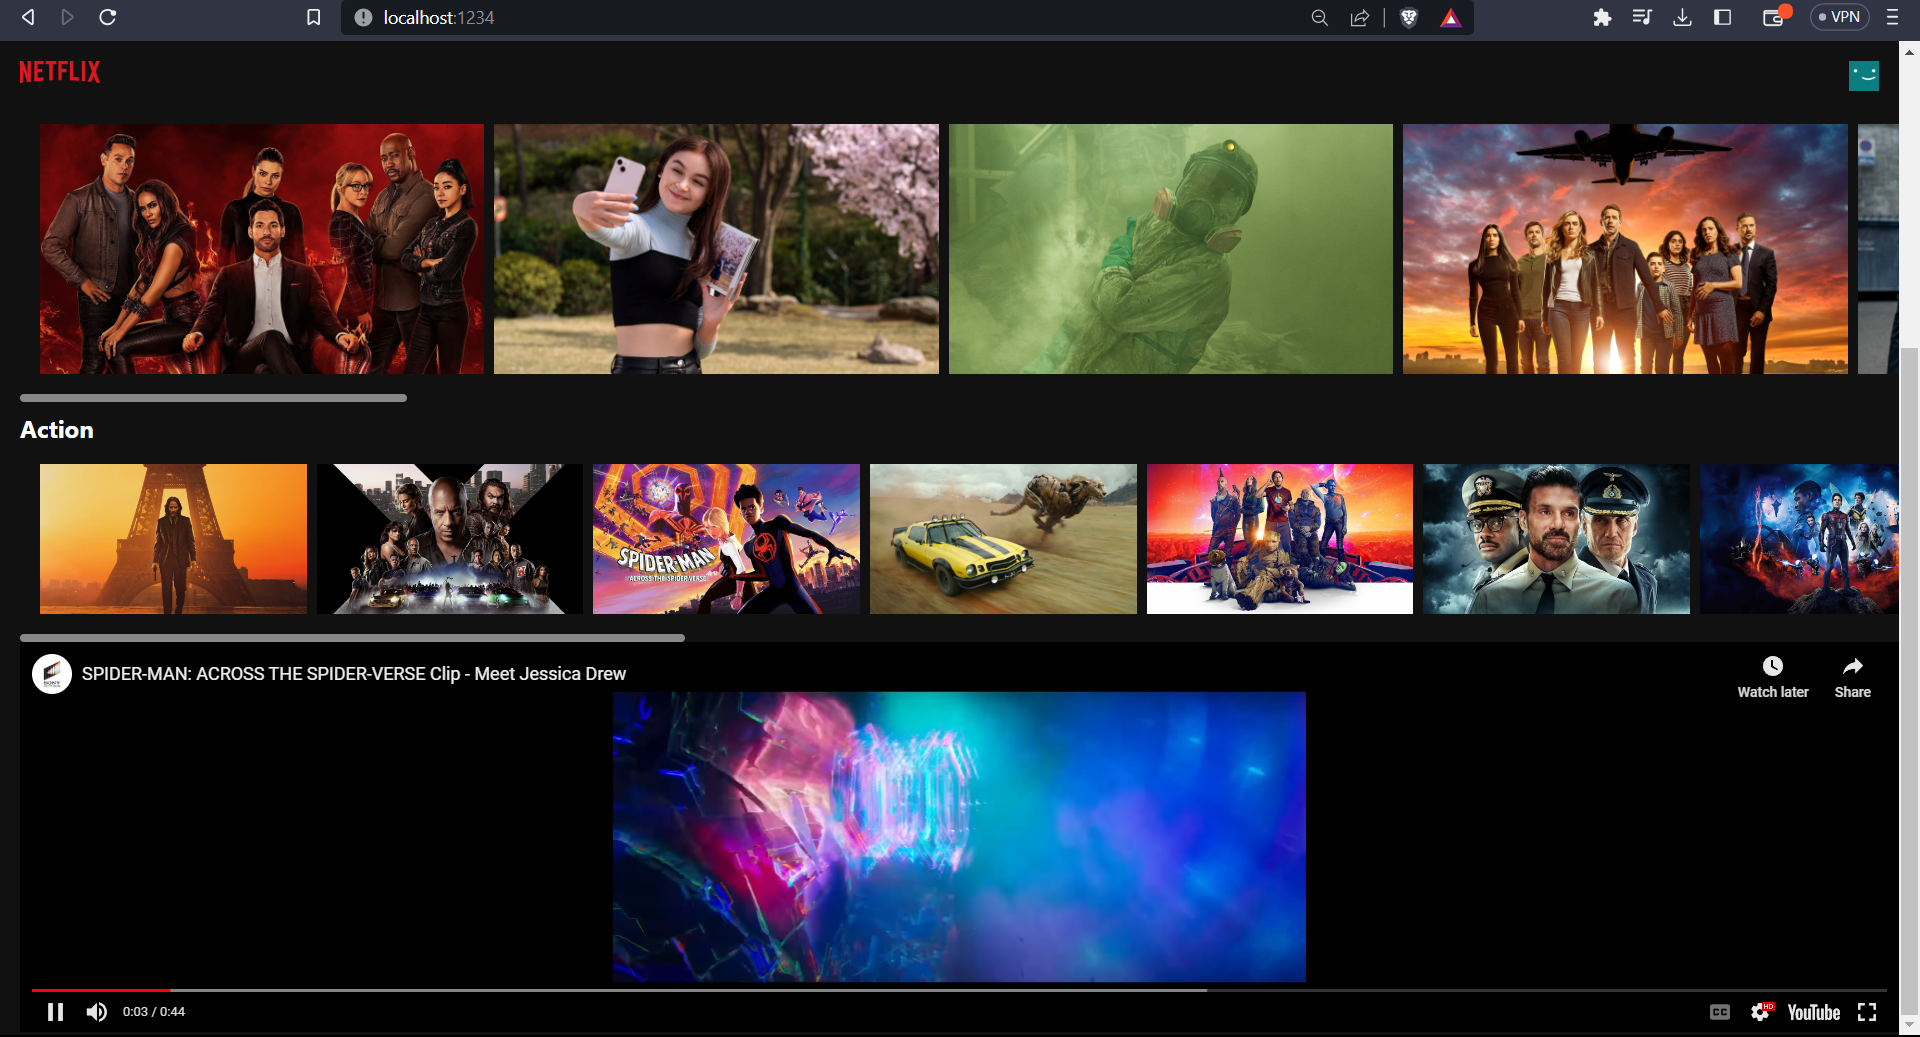 localhost:1234
VPN
NETFLIX
Action
SPIDER-MAN
ACROSS THE SPIDER-VERSE
SPIDER-MAN: ACROSS THE SPIDER-VERSE Clip - Meet Jessica Drew
Watch later
Share
0:03 / 0:44
CC
HD
YouTube